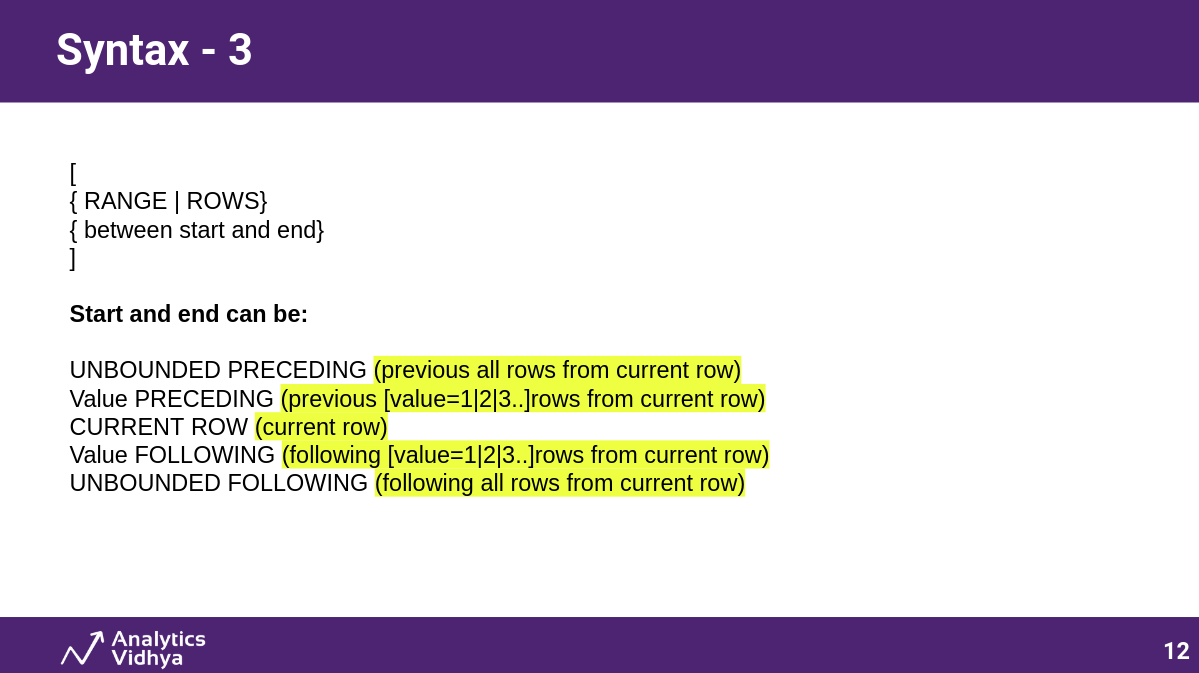 Syntax - 3
[
{ RANGE | ROWS}
{ between start and end}
]
Start and end can be:
UNBOUNDED PRECEDING (previous all rows from current row)
Value PRECEDING (previous [value=1|2|3..]rows from current row)
CURRENT ROW (current row)
Value FOLLOWING (following [value=1|2|3..]rows from current row)
UNBOUNDED FOLLOWING (following all rows from current row)
Analytics
Vidhya
12